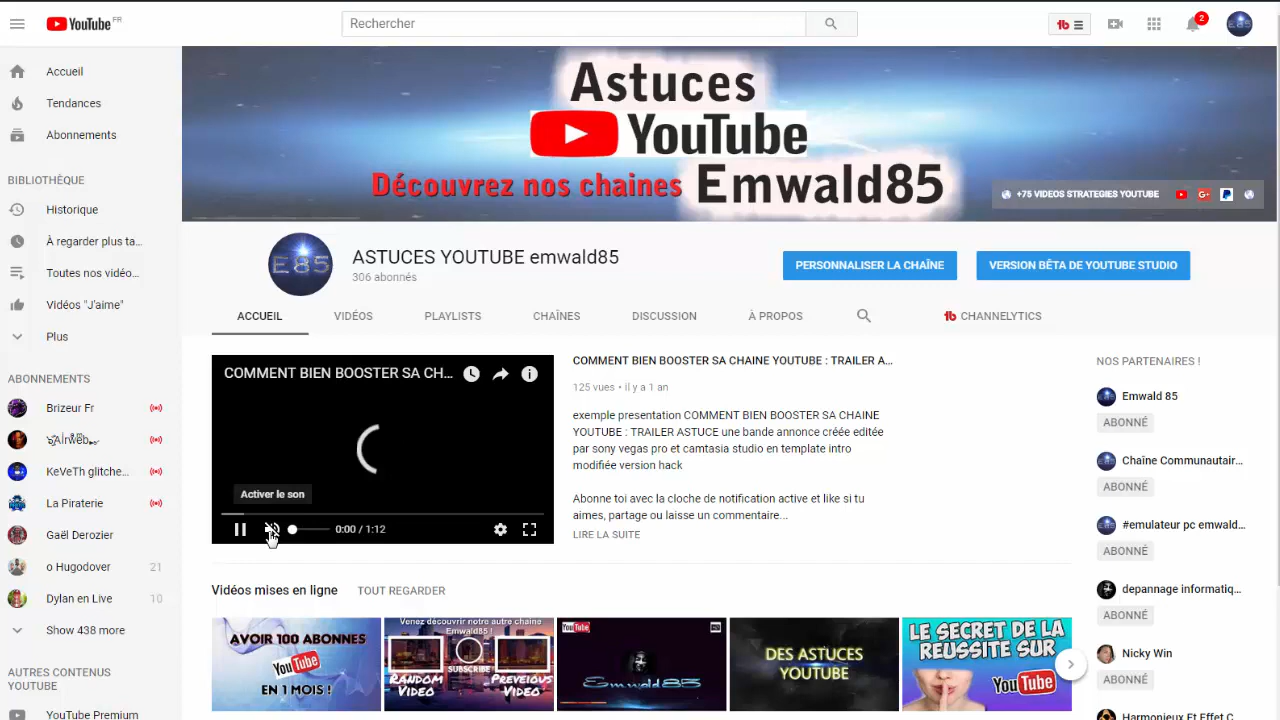 YouTube FR
Rechercher
2
E85
Accueil
Tendances
Abonnements
BIBLIOTHÈQUE
Historique
À regarder plus ta...
Toutes nos vidéo...
Vidéos "J'aime"
Plus
ABONNEMENTS
Brizeur Fr
KeVeTh glitche...
La Piraterie
Gaël Derozier
o Hugodover 21
Dylan en Live 10
Show 438 more
AUTRES CONTENUS
YOUTUBE
YouTube Premium
Astuces
YouTube
Découvrez nos chaines Emwald85
+75 VIDEOS STRATEGIES YOUTUBE
E85
ASTUCES YOUTUBE emwald85
306 abonnés
PERSONNALISER LA CHAÎNE
VERSION BÊTA DE YOUTUBE STUDIO
ACCUEIL VIDÉOS PLAYLISTS CHAÎNES DISCUSSION À PROPOS CHANNELYTICS
COMMENT BIEN BOOSTER SA CH...
Activer le son
0:00 / 1:12
COMMENT BIEN BOOSTER SA CHAINE YOUTUBE : TRAILER A...
125 vues • il y a 1 an
exemple presentation COMMENT BIEN BOOSTER SA CHAINE
YOUTUBE : TRAILER ASTUCE une bande annonce créée editée
par sony vegas pro et camtasia studio en template intro
modifiée version hack
Abonne toi avec la cloche de notification active et like si tu
aimes, partage ou laisse un commentaire...
LIRE LA SUITE
Vidéos mises en ligne TOUT REGARDER
AVOIR 100 ABONNES
YouTube
EN 1 MOIS !
Venez découvrir notre autre chaine
Emwald85 !
SUBSCRIBE
RANDOM
VIDEO
PREVEIOUS
VIDEO
YouTube
Emwald85
DES ASTUCES
YOUTUBE
LE SECRET DE LA
REUSSITE SUR
YouTube
NOS PARTENAIRES !
Emwald 85
ABONNÉ
Chaîne Communautair...
ABONNÉ
#emulateur pc emwald...
ABONNÉ
depannage informatiq...
ABONNÉ
Nicky Win
ABONNÉ
Harmonieux Et Effet C...